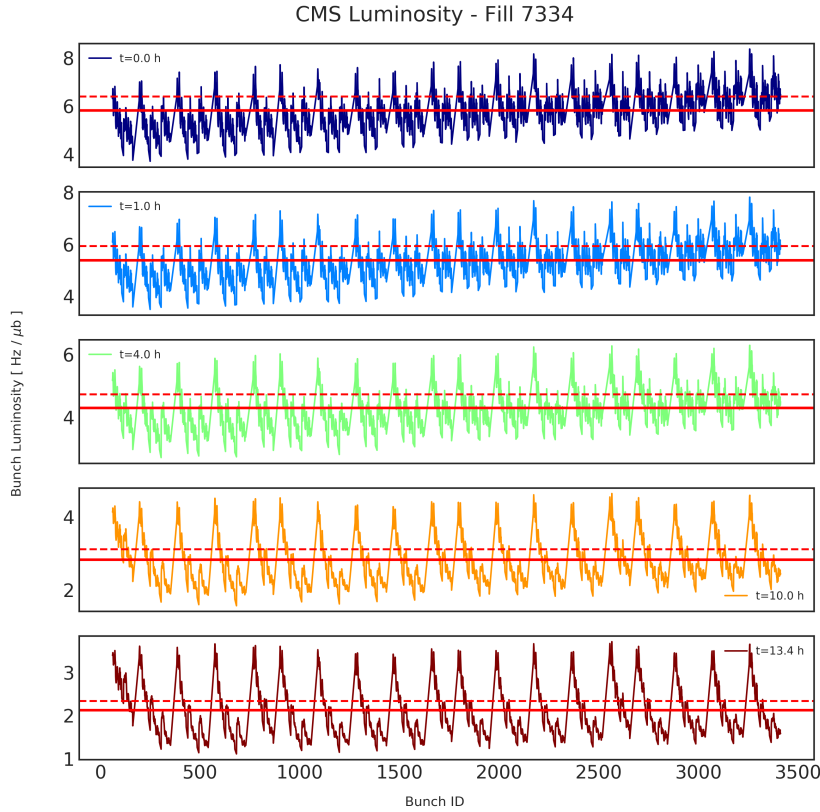 CMS Luminosity - Fill 7334
8
6
4
t=0.0 h
8
6
4
t=1.0 h
Bunch Luminosity [ Hz / μb ]
6
4
t=4.0 h
4
2
t=10.0 h
3
2
1
t=13.4 h
0 500 1000 1500 2000 2500 3000 3500
Bunch ID